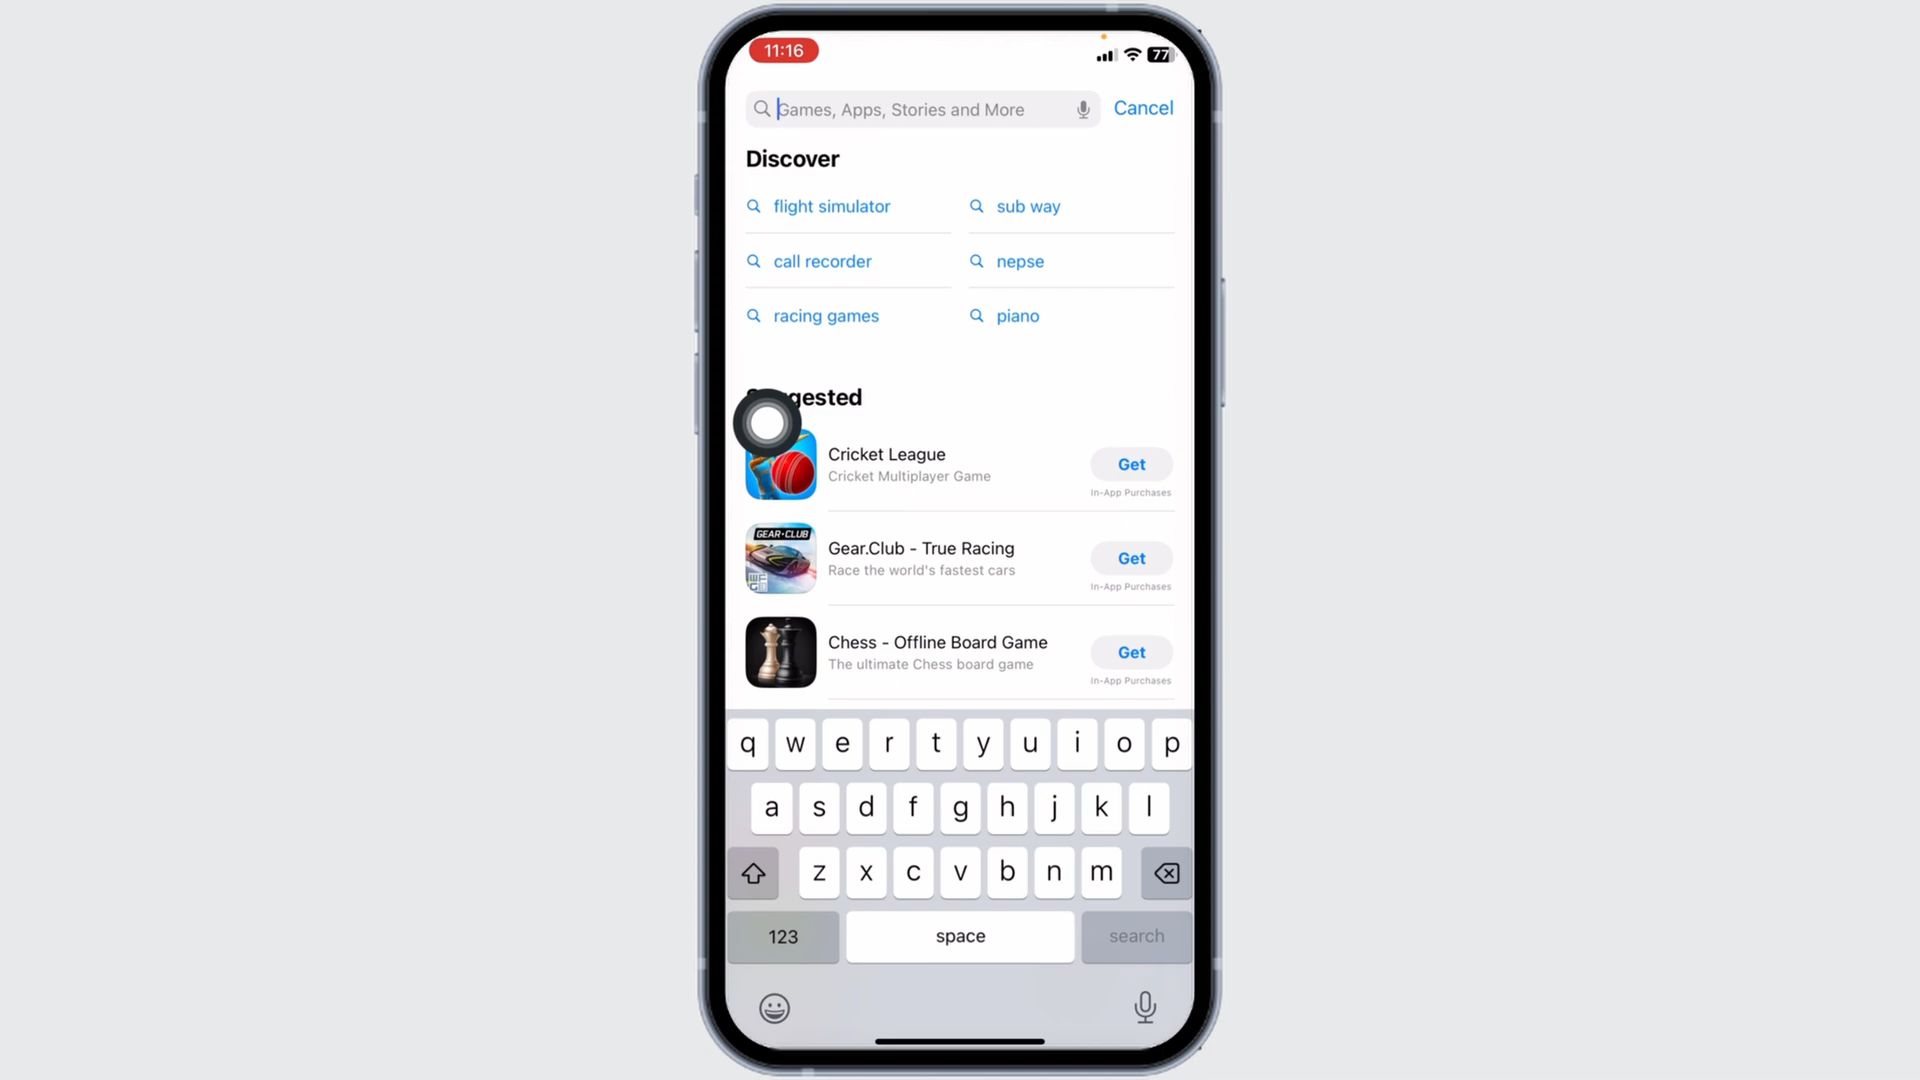 11:16
77
Games, Apps, Stories and More
Cancel
Discover
flight simulator
sub way
call recorder
nepse
racing games
piano
gested
Cricket League
Cricket Multiplayer Game
Get
In-App Purchases
GEAR·CLUB
Gear.Club - True Racing
Race the world's fastest cars
Get
In-App Purchases
Chess - Offline Board Game
The ultimate Chess board game
Get
In-App Purchases
q w e r t y u i o p
a s d f g h j k l
z x c v b n m
123
space
search